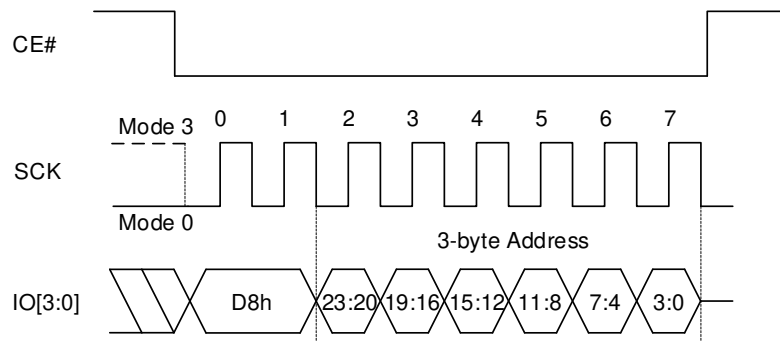 CE#
Mode 3 0 1 2 3 4 5 6 7
SCK
Mode 0
3-byte Address
IO[3:0] D8h 23:20 19:16 15:12 11:8 7:4 3:0